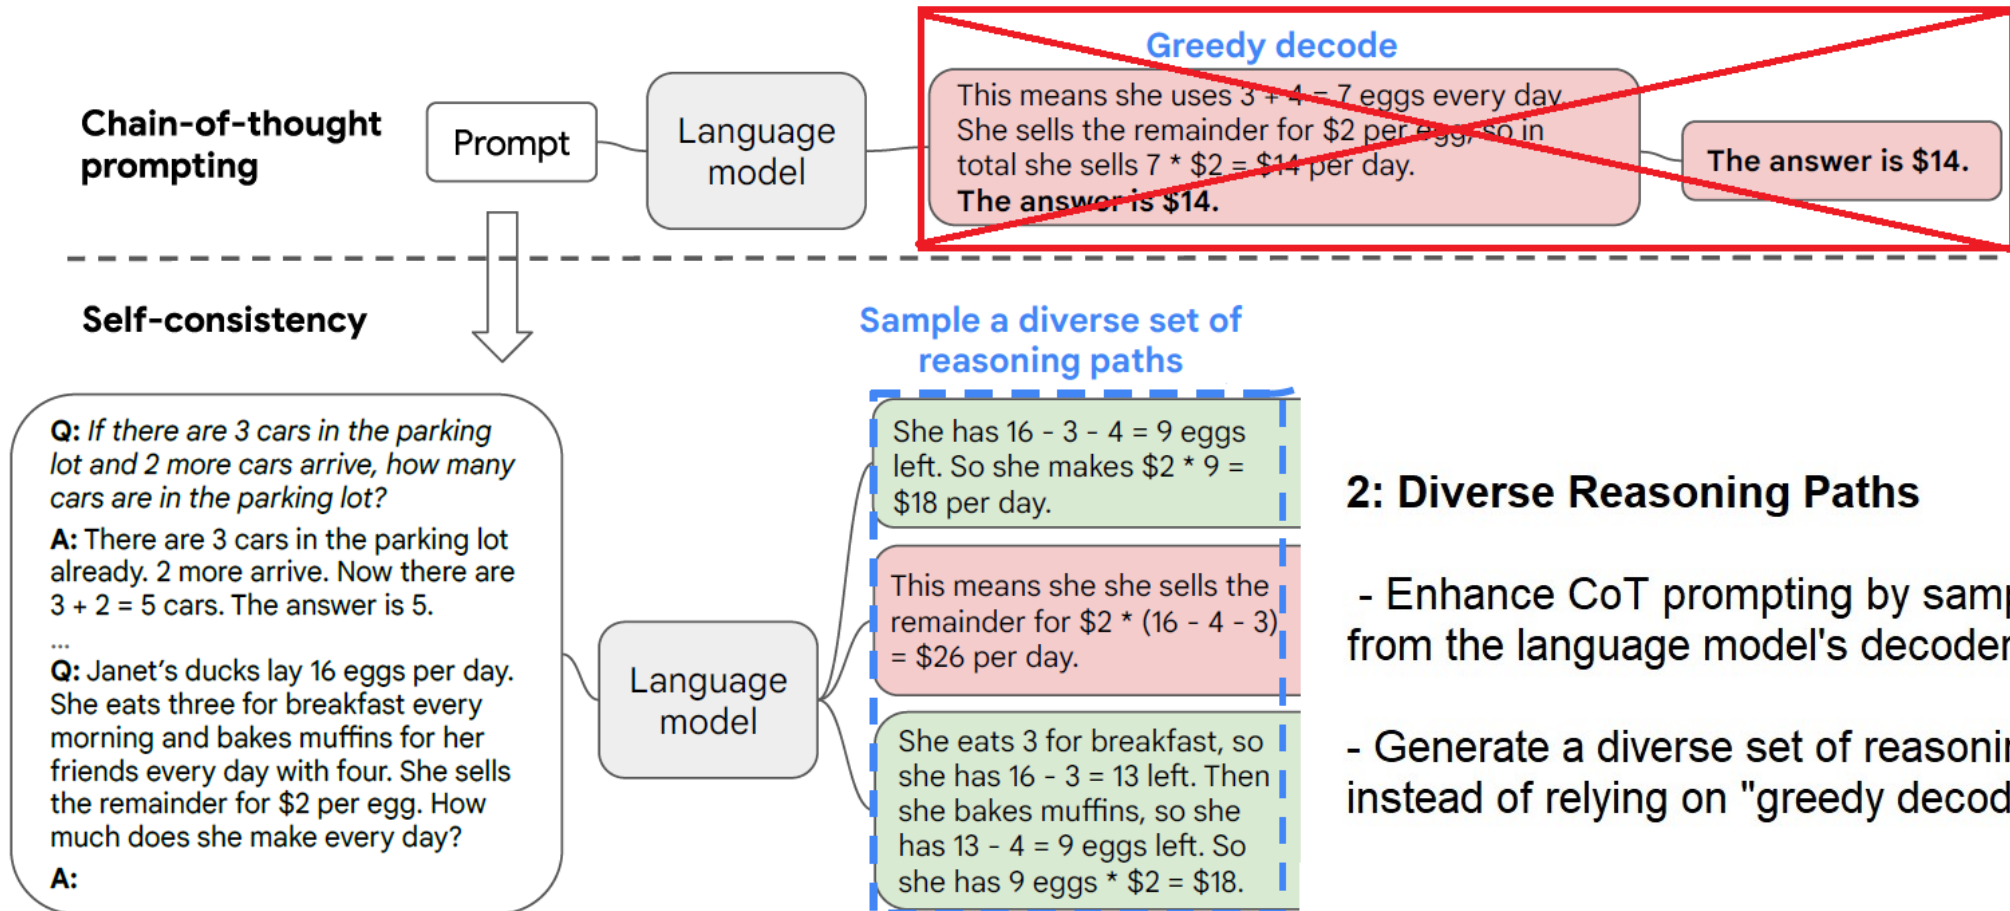 Greedy decode
Chain-of-thought
prompting
Prompt
Language
model
This means she uses 3 + 4 = 7 eggs every day.
She sells the remainder for $2 per egg, so in
total she sells 7 * $2 = $14 per day.
The answer is $14.
The answer is $14.
Self-consistency
Sample a diverse set of
reasoning paths
Q: If there are 3 cars in the parking
lot and 2 more cars arrive, how many
cars are in the parking lot?
A: There are 3 cars in the parking lot
already. 2 more arrive. Now there are
3 + 2 = 5 cars. The answer is 5.
...
Q: Janet’s ducks lay 16 eggs per day.
She eats three for breakfast every
morning and bakes muffins for her
friends every day with four. She sells
the remainder for $2 per egg. How
much does she make every day?
A:
Language
model
She has 16 - 3 - 4 = 9 eggs
left. So she makes $2 * 9 =
$18 per day.
This means she she sells the
remainder for $2 * (16 - 4 - 3)
= $26 per day.
She eats 3 for breakfast, so
she has 16 - 3 = 13 left. Then
she bakes muffins, so she
has 13 - 4 = 9 eggs left. So
she has 9 eggs * $2 = $18.
2: Diverse Reasoning Paths
- Enhance CoT prompting by
from the language model's decoder
- Generate a diverse set of
instead of relying on "greedy